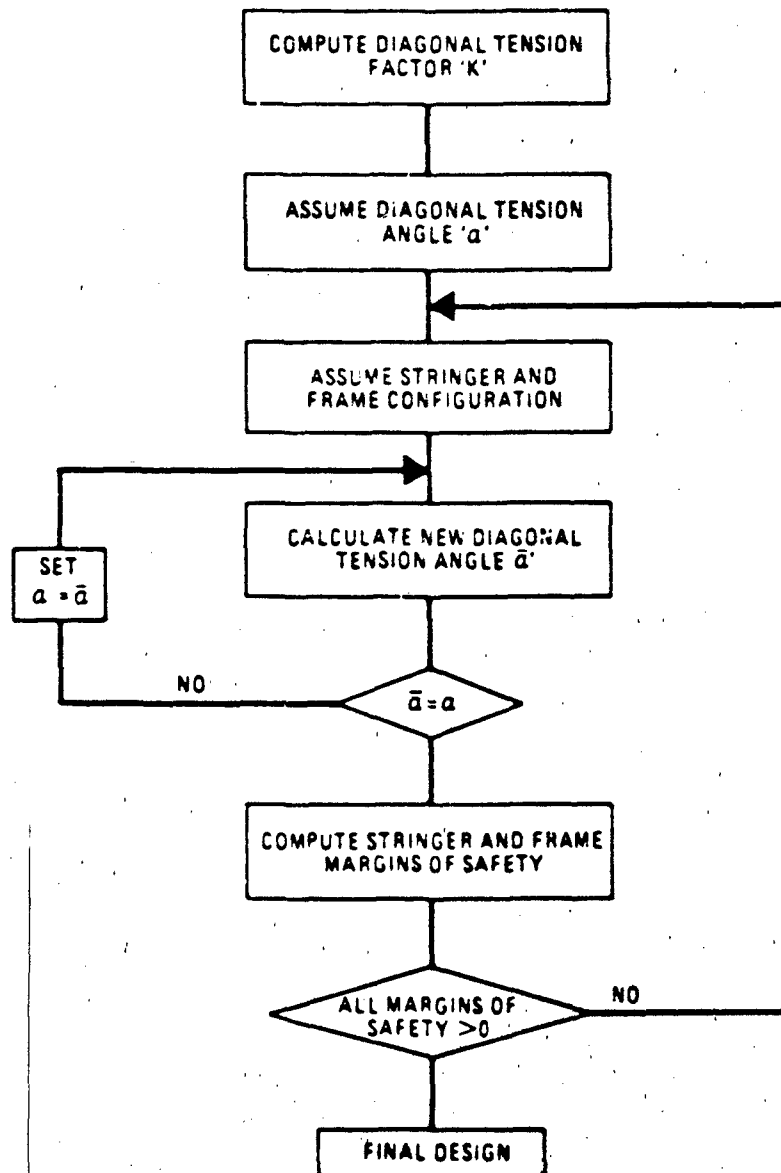 COMPUTE DIAGONAL TENSION
FACTOR 'K'
ASSUME DIAGONAL TENSION
ANGLE 'a'
ASSUME STRINGER AND
FRAME CONFIGURATION
CALCULATE NEW DIAGONAL
TENSION ANGLE ā'
SET
a = ā
NO
ā = a
COMPUTE STRINGER AND FRAME
MARGINS OF SAFETY
ALL MARGINS OF
SAFETY >0
NO
FINAL DESIGN